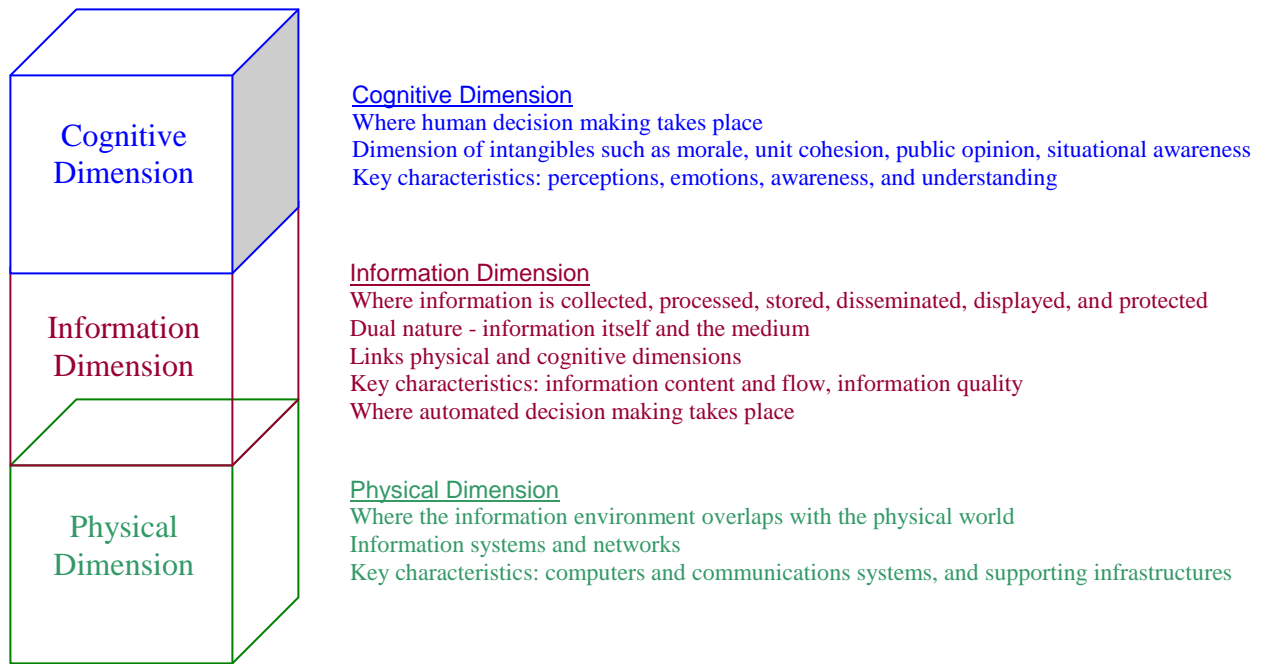 Cognitive
Dimension
Cognitive Dimension
Where human decision making takes place
Dimension of intangibles such as morale, unit cohesion, public opinion, situational awareness
Key characteristics: perceptions, emotions, awareness, and understanding
Information
Dimension
Information Dimension
Where information is collected, processed, stored, disseminated, displayed, and protected
Dual nature - information itself and the medium
Links physical and cognitive dimensions
Key characteristics: information content and flow, information quality
Where automated decision making takes place
Physical
Dimension
Physical Dimension
Where the information environment overlaps with the physical world
Information systems and networks
Key characteristics: computers and communications systems, and supporting infrastructures